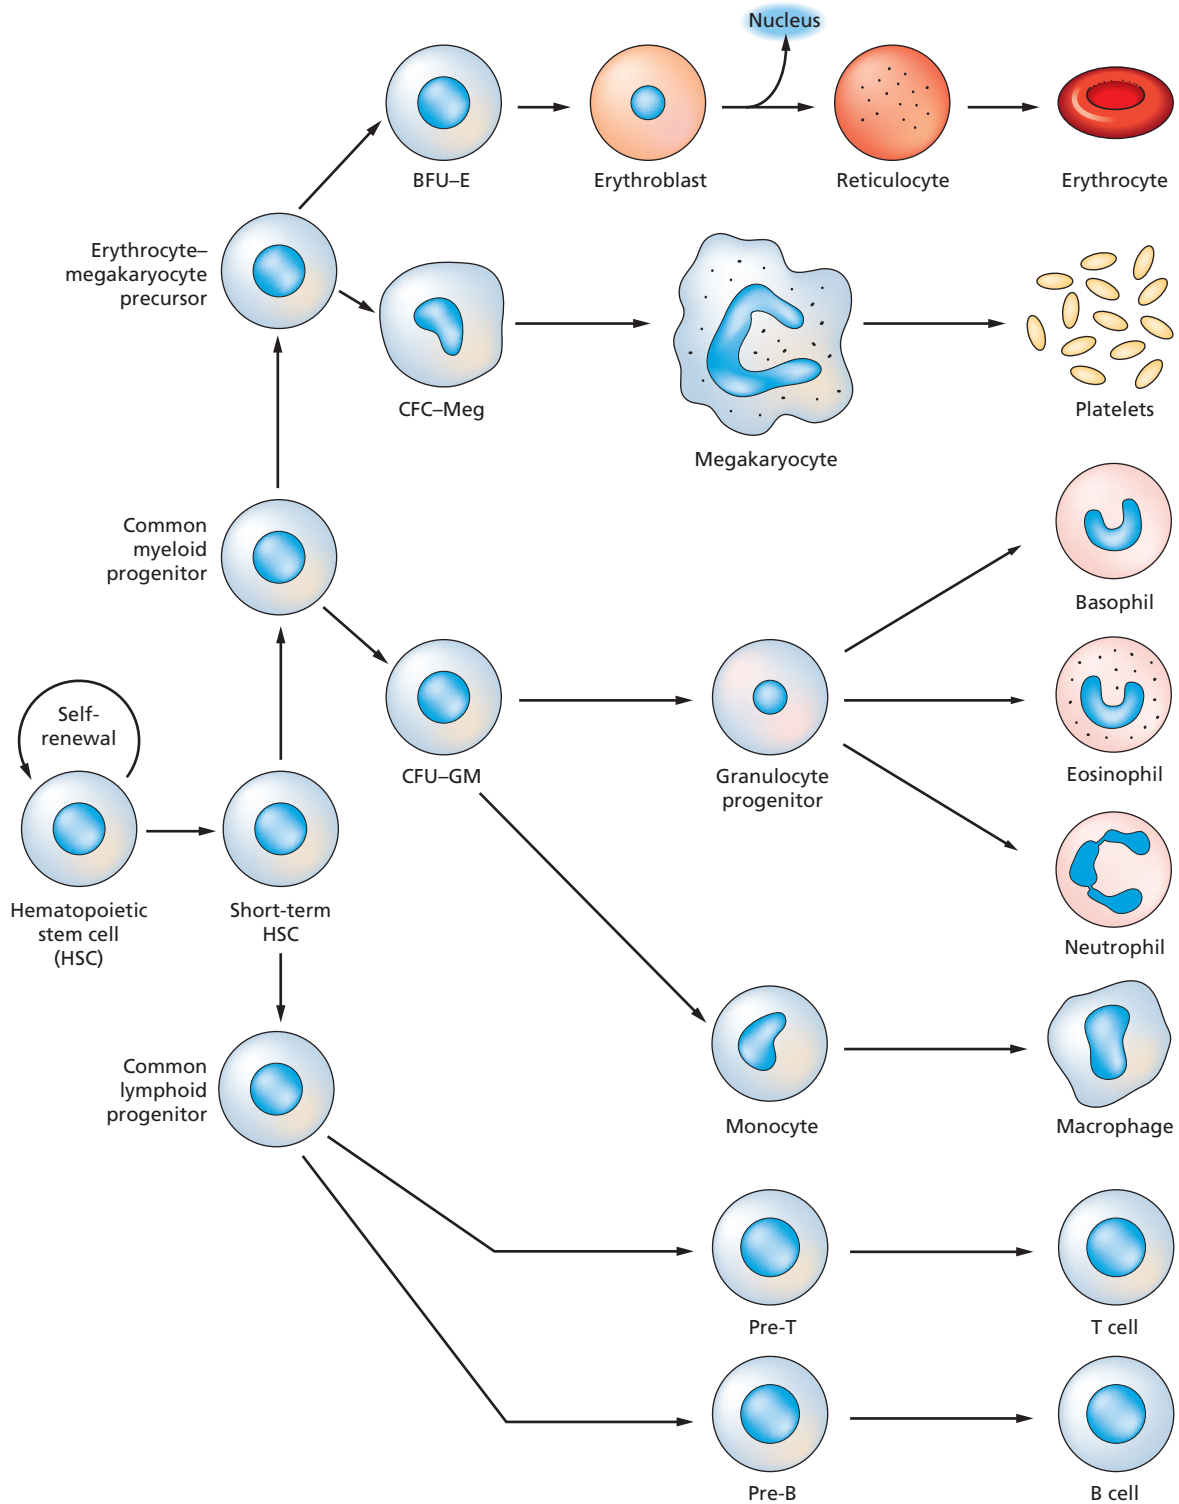 Nucleus
BFU–E
Erythroblast
Reticulocyte
Erythrocyte
Erythrocyte–
megakaryocyte
precursor
CFC–Meg
Megakaryocyte
Platelets
Common
myeloid
progenitor
Basophil
Self-
renewal
CFU–GM
Granulocyte
progenitor
Eosinophil
Hematopoietic
stem cell
(HSC)
Short-term
HSC
Neutrophil
Common
lymphoid
progenitor
Monocyte
Macrophage
Pre-T
T cell
Pre-B
B cell